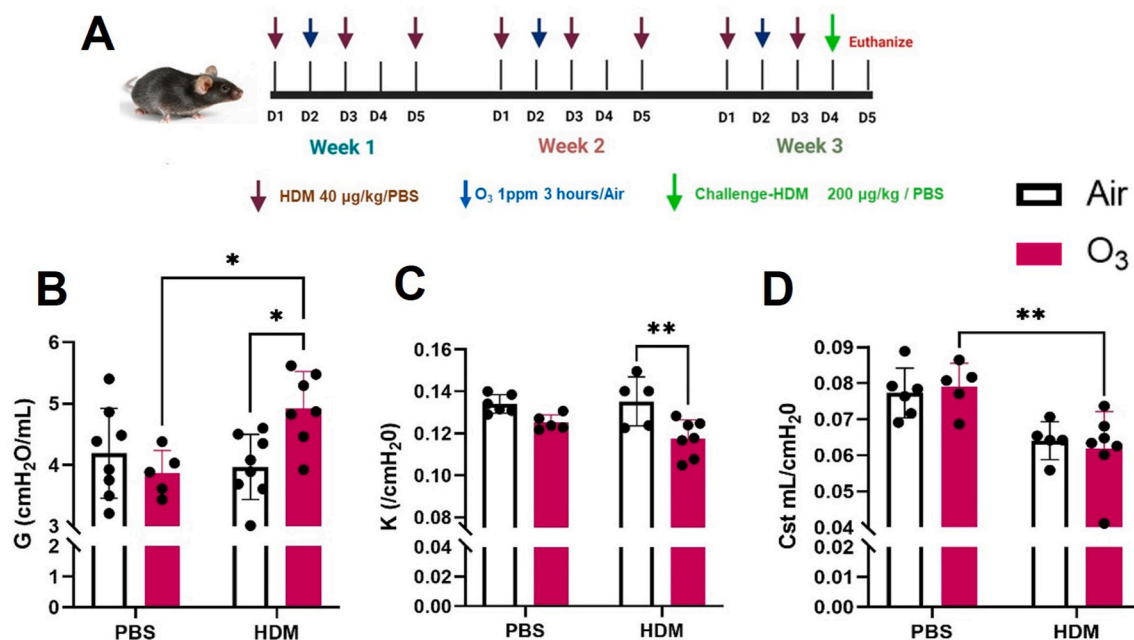 A
D1 D2 D3 D4 D5 D1 D2 D3 D4 D5 D1 D2 D3 D4 D5
Euthanize
Week 1 Week 2 Week 3
HDM 40 µg/kg/PBS O3 1ppm 3 hours/Air Challenge-HDM 200 µg/kg / PBS
Air
O3
B
*
*
G (cmH2O/mL)
6
5
4
3
2
1
0
PBS HDM
C
**
K (/cmH20)
0.16
0.14
0.12
0.10
0.08
0.04
0.02
0.00
PBS HDM
D
**
Cst mL/cmH20
0.09
0.08
0.07
0.06
0.05
0.04
0.02
0.00
PBS HDM